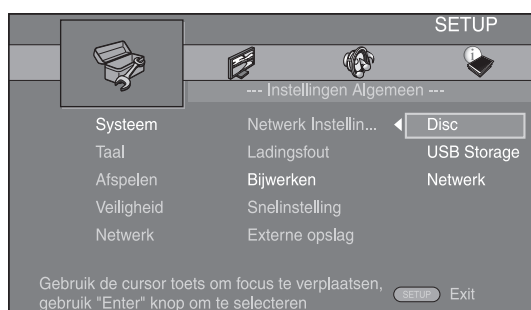 SETUP
--- Instellingen Algemeen ---
Systeem Netwerk Instellin... Disc
Taal Ladingsfout USB Storage
Afspelen Bijwerken Netwerk
Veiligheid Snelinstelling
Netwerk Externe opslag
Gebruik de cursor toets om focus te verplaatsen,
gebruik "Enter" knop om te selecteren
SETUP Exit